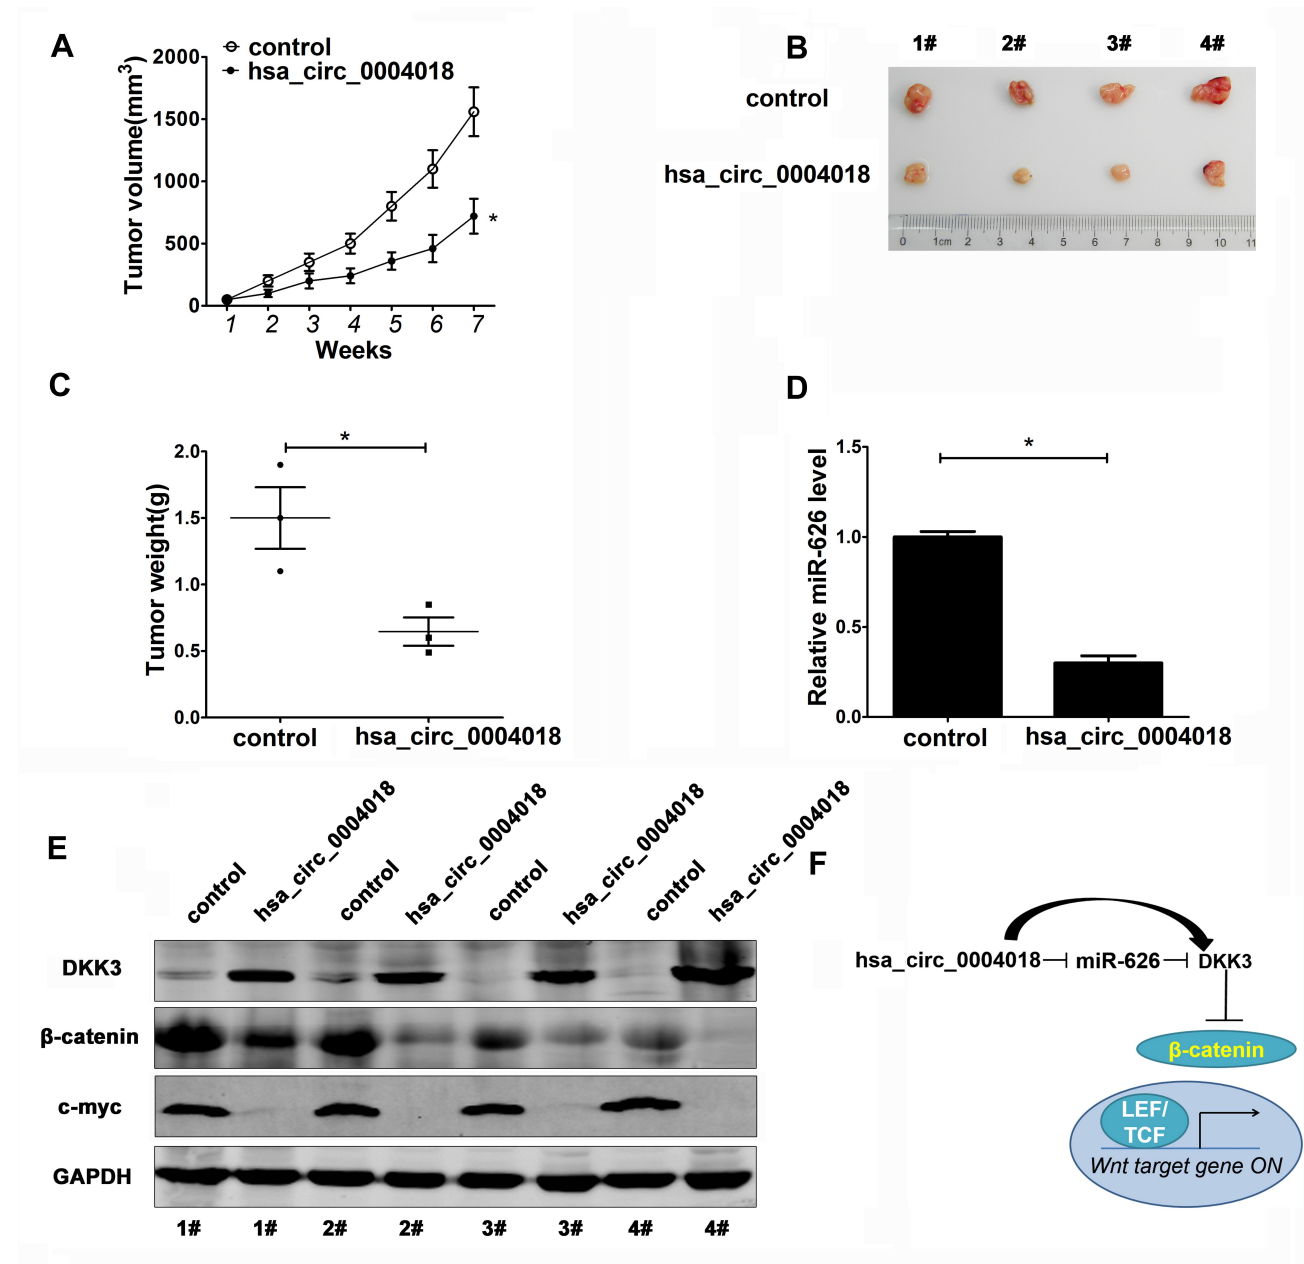 A
control
hsa_circ_0004018
Tumor volume(mm³)
2000
1500
1000
500
0
1 2 3 4 5 6 7
Weeks
*
B
1# 2# 3# 4#
control
hsa_circ_0004018
0 1cm 2 3 4 5 6 7 8 9 10 11
C
*
Tumor weight(g)
2.0
1.5
1.0
0.5
0.0
control hsa_circ_0004018
D
*
Relative miR-626 level
1.5
1.0
0.5
0.0
control hsa_circ_0004018
E
control hsa_circ_0004018 control hsa_circ_0004018 control hsa_circ_0004018 control hsa_circ_0004018
DKK3
β-catenin
c-myc
GAPDH
1# 1# 2# 2# 3# 3# 4# 4#
F
hsa_circ_0004018 miR-626 DKK3
β-catenin
LEF/
TCF
Wnt target gene ON